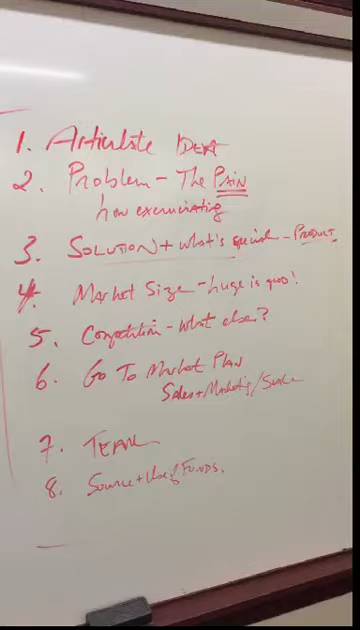 1. Articulate IDEA
2. Problem - The PAIN
how excruciating
3. SOLUTION + what's special - PRODUCT
4. Market Size - huge is good!
5. Competition - What else?
6. Go To Market Plan
Sales + Marketing / Scale
7. TEAM
8. Source + Use of FUNDS.